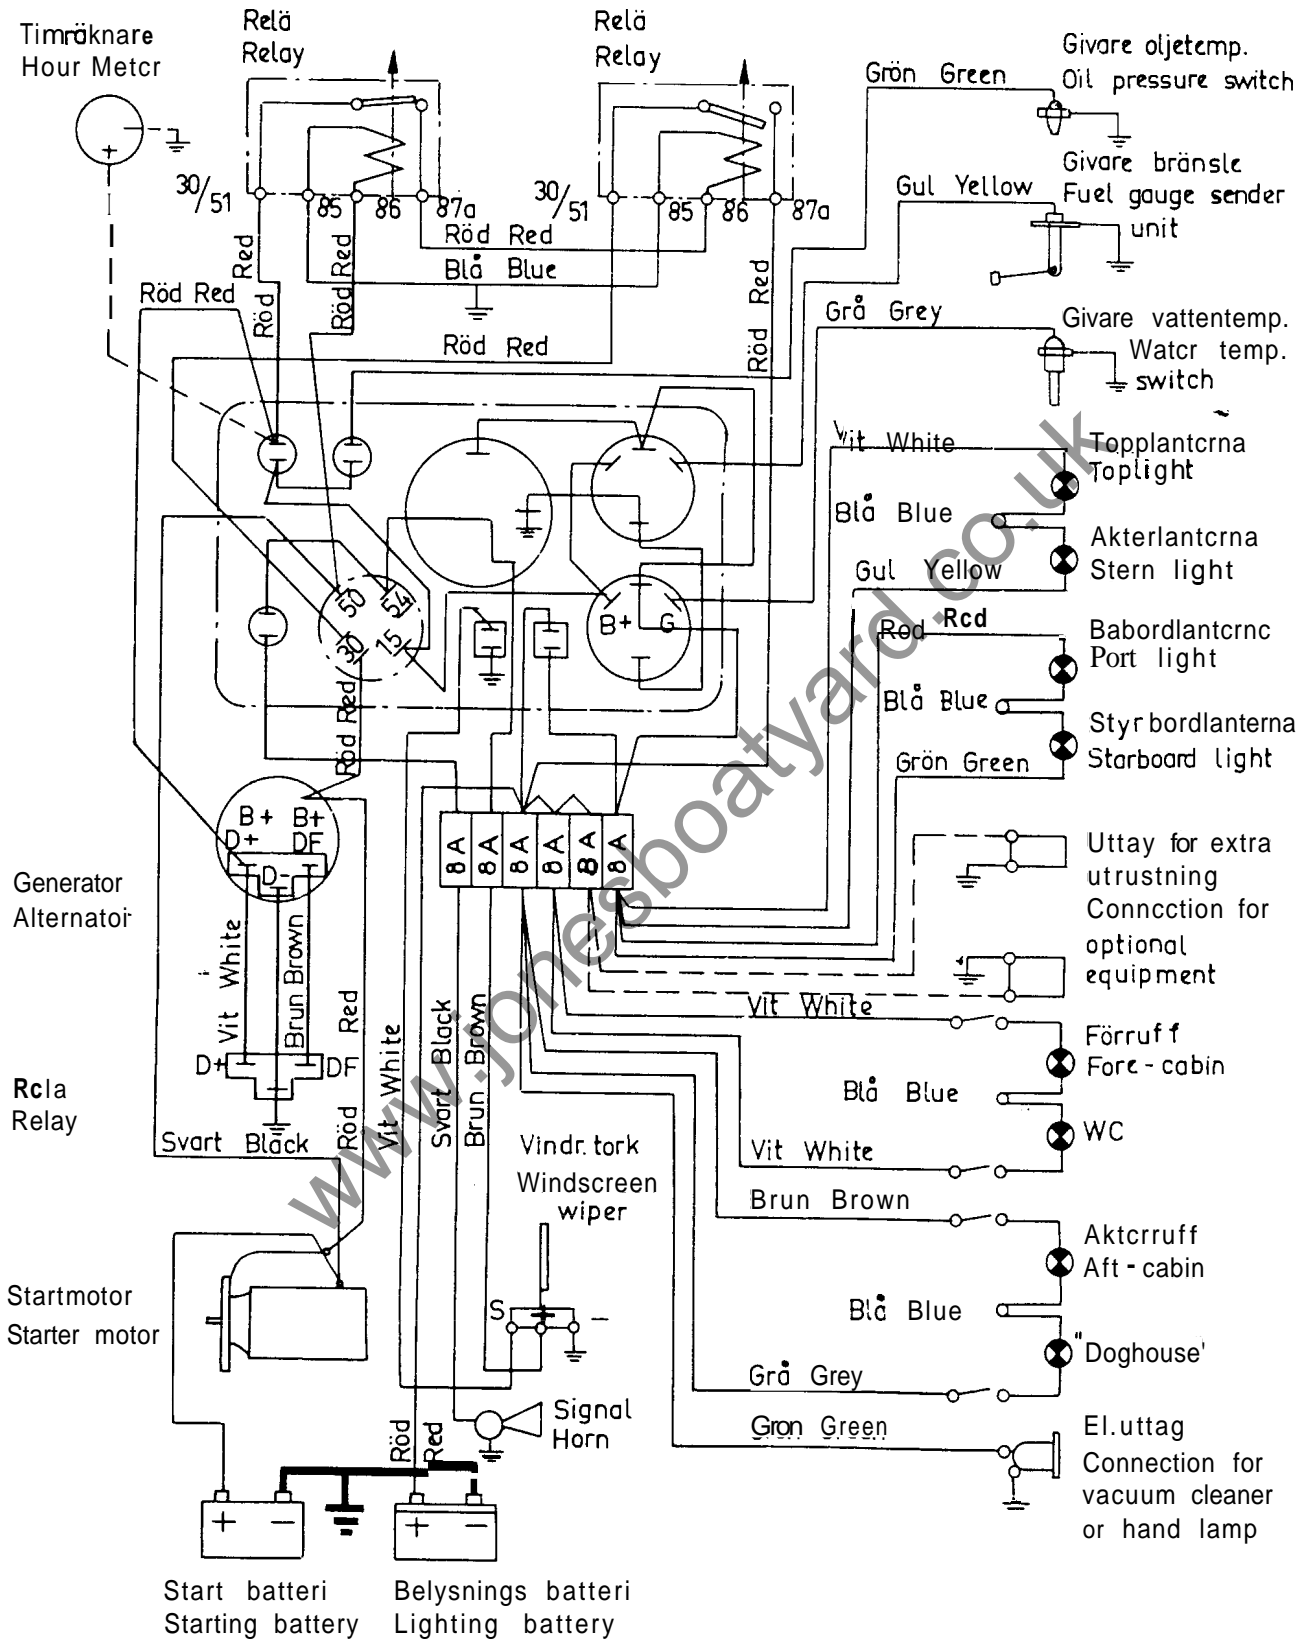 Timräknare
Hour Metcr
+
Relä
Relay
30/51
85
86
87a
Relä
Relay
30/51
85
86
87a
Röd Red
Blå Blue
Röd Red
Röd Red
Röd Red
Röd Red
Röd Red
Grön Green
Givare oljetemp.
Oil pressure switch
Gul Yellow
Givare bränsle
Fuel gauge sender
unit
Grå Grey
Givare vattentemp.
Watcr temp.
switch
Vit White
Topplantcrna
Toplight
Blå Blue
Akterlantcrna
Stern light
Gul Yellow
Rod Rcd
Babordlantcrnc
Port light
Blå Blue
Styrbordlanterna
Starboard light
Grön Green
50
54
30
15
B+ G
Röd Red
B+ B+
D+ DF
D-
Generator
Alternatoi
8A
8A
8A
8A
8A
8A
Uttay for extra
utrustning
Conncction for
optional
equipment
Vit White
Brun Brown
Röd Red
Vit White
Svart Black
Brun Brown
D+ DF
Rcla
Relay
Svart Black
Vit White
Förruff
Fore-cabin
Blå Blue
WC
Vit White
Brun Brown
Aktcrruff
Aft-cabin
Blå Blue
"Doghouse'
Grå Grey
Gron Green
El.uttag
Connection for
vacuum cleaner
or hand lamp
Vindr.tork
Windscreen
wiper
S + −
Startmotor
Starter motor
Signal
Horn
Röd Red
+ −
+ −
Start batteri
Starting battery
Belysnings batteri
Lighting battery
www.jonesboatyard.co.uk